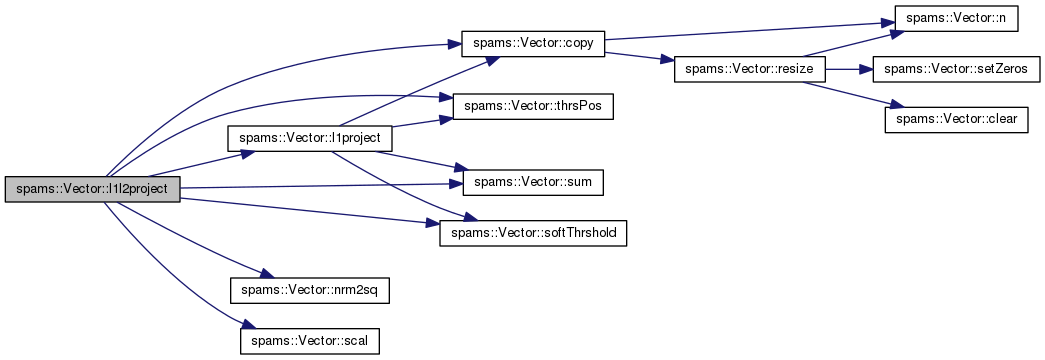 spams::Vector::n
spams::Vector::copy
spams::Vector::resize
spams::Vector::setZeros
spams::Vector::thrsPos
spams::Vector::clear
spams::Vector::l1project
spams::Vector::sum
spams::Vector::l1l2project
spams::Vector::softThrshold
spams::Vector::nrm2sq
spams::Vector::scal